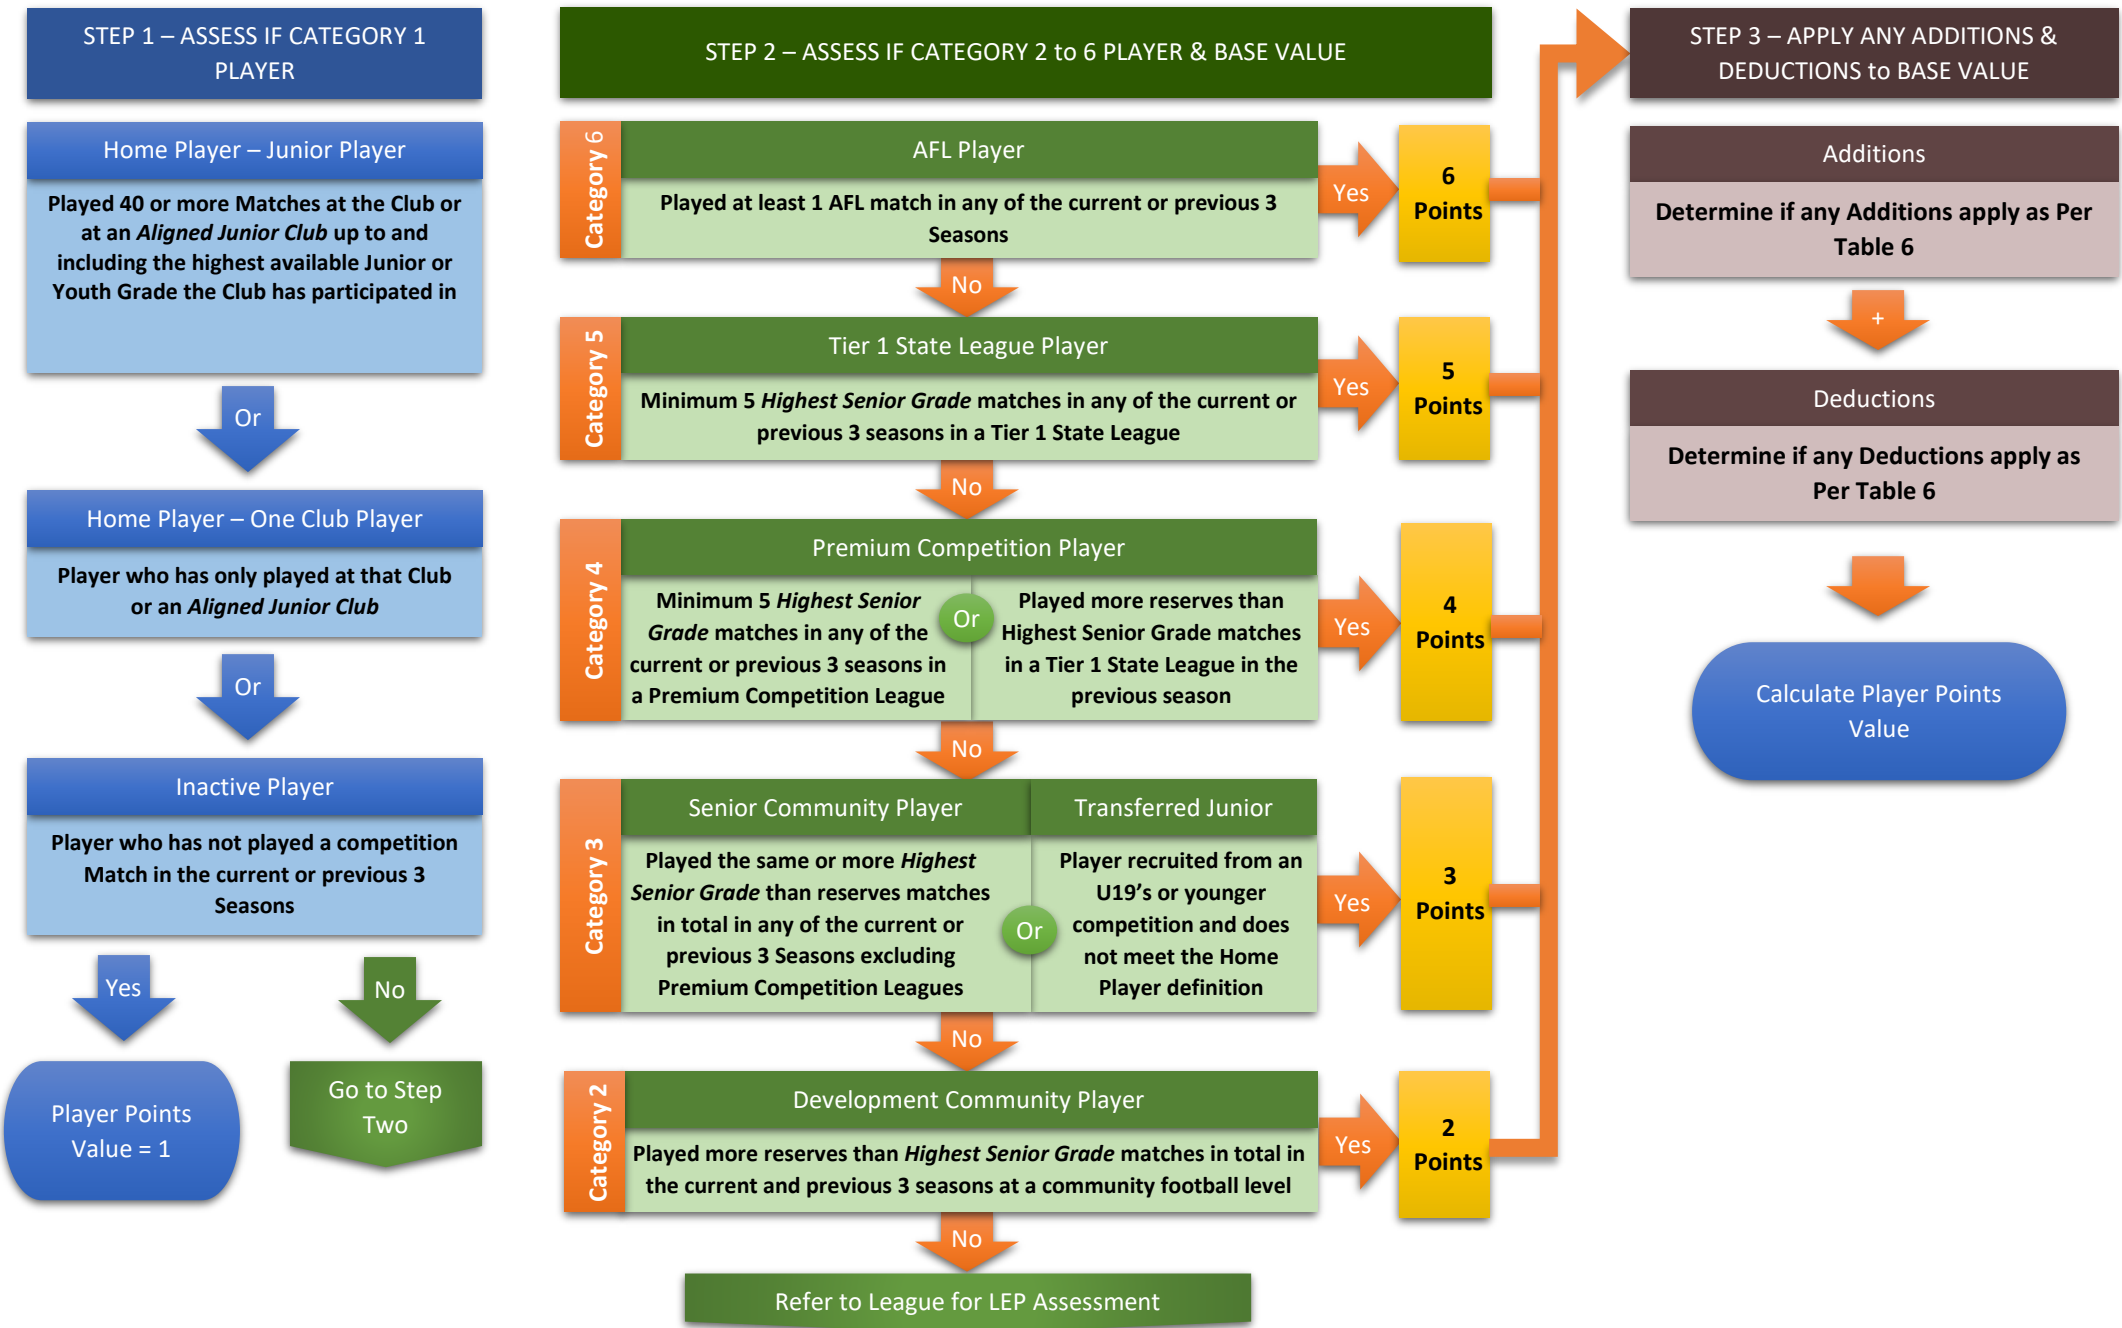 STEP 1 – ASSESS IF CATEGORY 1
PLAYER
Home Player – Junior Player
Played 40 or more Matches at the Club or
at an Aligned Junior Club up to and
including the highest available Junior or
Youth Grade the Club has participated in
Or
Home Player – One Club Player
Player who has only played at that Club
or an Aligned Junior Club
Or
Inactive Player
Player who has not played a competition
Match in the current or previous 3
Seasons
Yes
No
Player Points
Value = 1
Go to Step
Two
STEP 2 – ASSESS IF CATEGORY 2 to 6 PLAYER & BASE VALUE
Category 6
AFL Player
Played at least 1 AFL match in any of the current or previous 3
Seasons
Yes
6
Points
No
Category 5
Tier 1 State League Player
Minimum 5 Highest Senior Grade matches in any of the current or
previous 3 seasons in a Tier 1 State League
Yes
5
Points
No
Category 4
Premium Competition Player
Minimum 5 Highest Senior
Grade matches in any of the
current or previous 3 seasons in
a Premium Competition League
Or
Played more reserves than
Highest Senior Grade matches
in a Tier 1 State League in the
previous season
Yes
4
Points
No
Category 3
Senior Community Player
Played the same or more Highest
Senior Grade than reserves matches
in total in any of the current or
previous 3 Seasons excluding
Premium Competition Leagues
Or
Transferred Junior
Player recruited from an
U19's or younger
competition and does
not meet the Home
Player definition
Yes
3
Points
No
Category 2
Development Community Player
Played more reserves than Highest Senior Grade matches in total in
the current and previous 3 seasons at a community football level
Yes
2
Points
No
Refer to League for LEP Assessment
STEP 3 – APPLY ANY ADDITIONS &
DEDUCTIONS to BASE VALUE
Additions
Determine if any Additions apply as Per
Table 6
+
Deductions
Determine if any Deductions apply as
Per Table 6
Calculate Player Points
Value